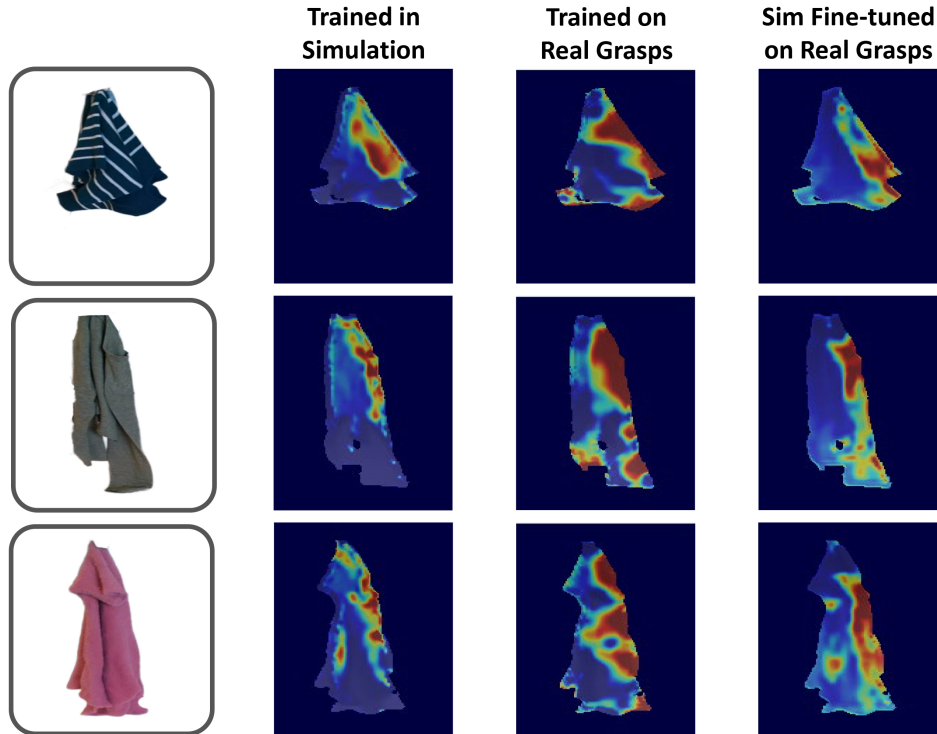 Trained in
Simulation
Trained on
Real Grasps
Sim Fine-tuned
on Real Grasps